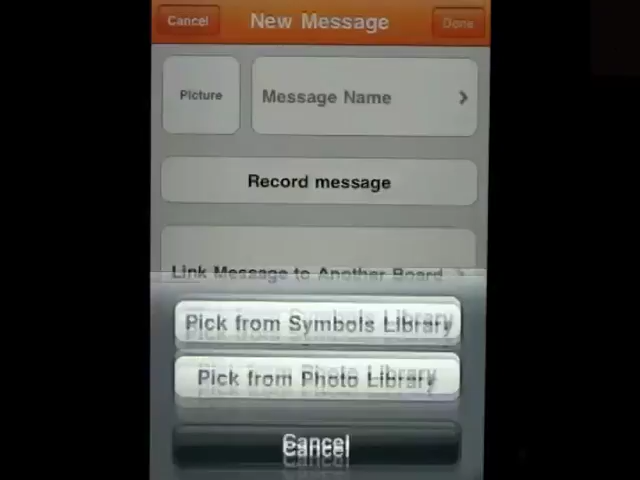 Cancel New Message Done
Picture Message Name
Record message
Link Message to Another Board
Pick from Symbols Library
Pick from Photo Library
Cancel